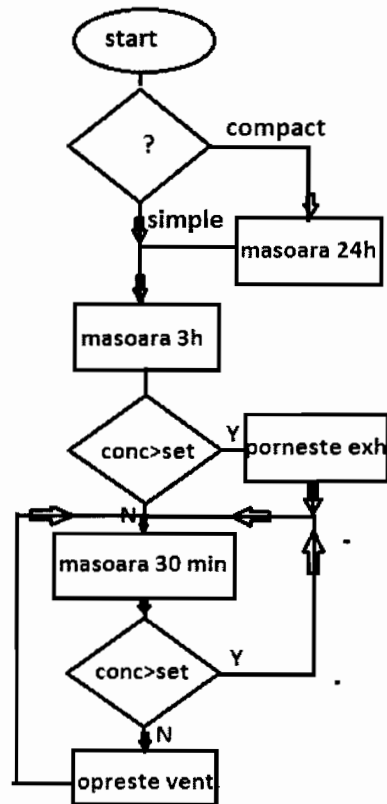 start
?
compact
simple
masoara 24h
masoara 3h
conc>set
Y
porneste exh
N
masoara 30 min
conc>set
Y
N
opreste vent